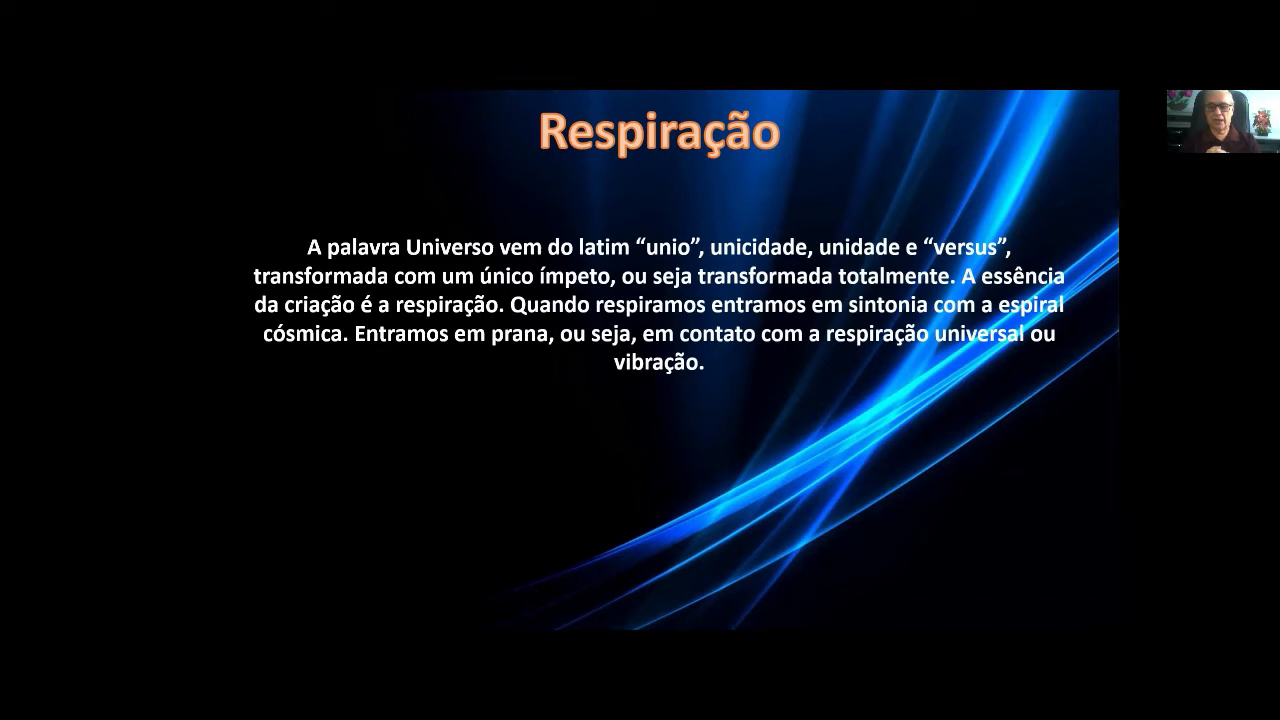 Respiração
A palavra Universo vem do latim “unio”, unicidade, unidade e “versus”,
transformada com um único ímpeto, ou seja transformada totalmente. A essência
da criação é a respiração. Quando respiramos entramos em sintonia com a espiral
cósmica. Entramos em prana, ou seja, em contato com a respiração universal ou
vibração.